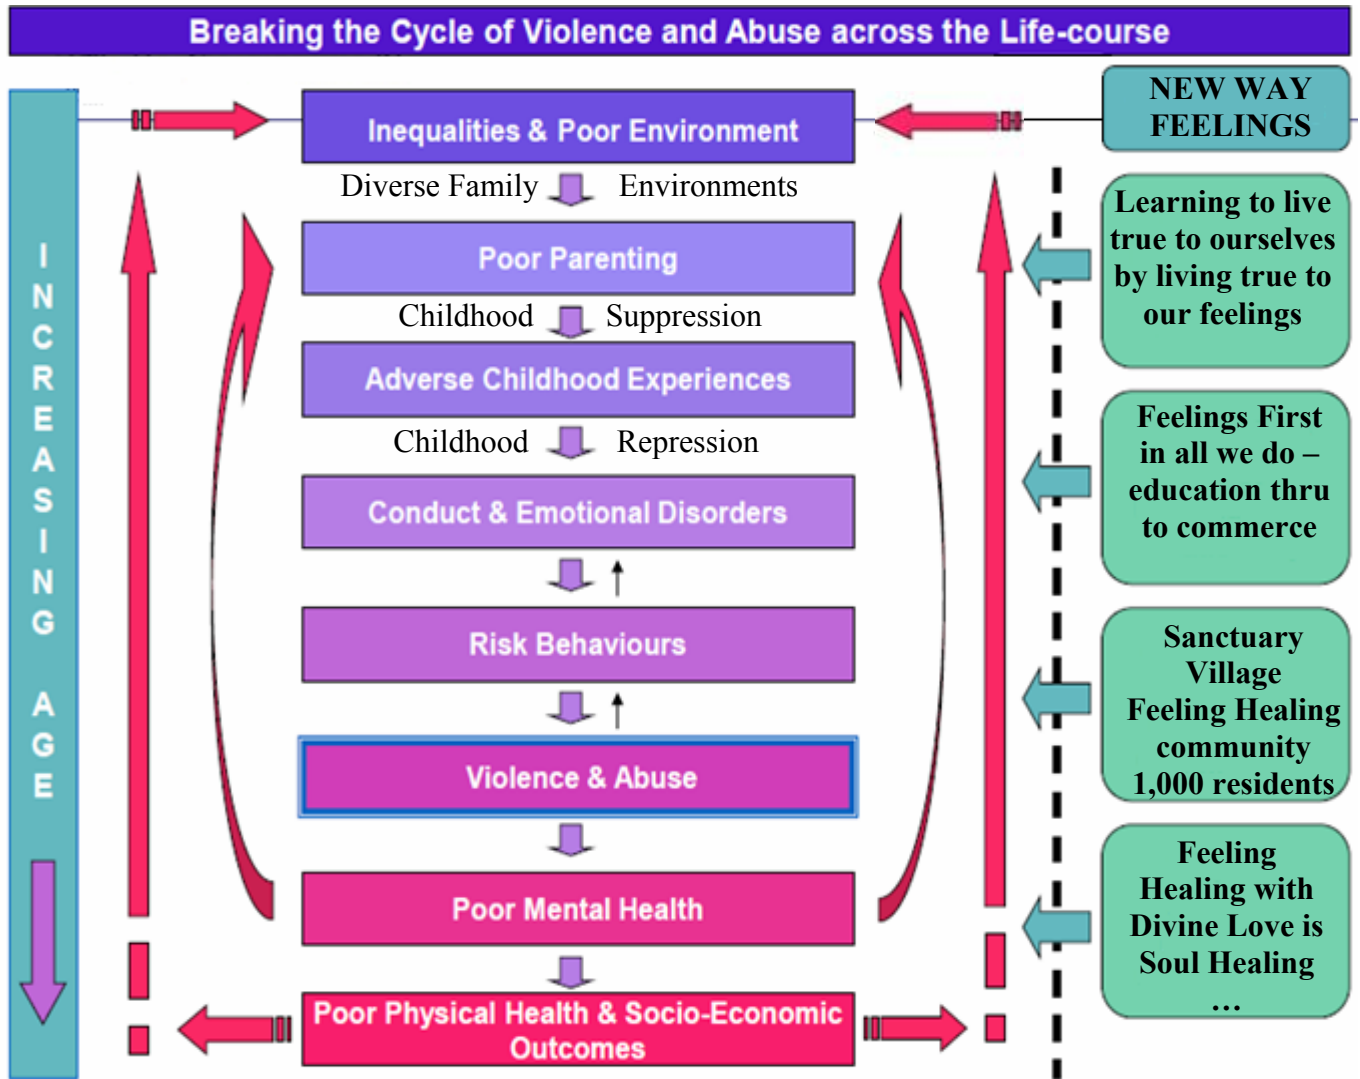 Breaking the Cycle of Violence and Abuse across the Life-course
INCREASING AGE
Inequalities & Poor Environment
Diverse Family Environments
Poor Parenting
Childhood Suppression
Adverse Childhood Experiences
Childhood Repression
Conduct & Emotional Disorders
Risk Behaviours
Violence & Abuse
Poor Mental Health
Poor Physical Health & Socio-Economic
Outcomes
NEW WAY
FEELINGS
Learning to live
true to ourselves
by living true to
our feelings
Feelings First
in all we do –
education thru
to commerce
Sanctuary
Village
Feeling Healing
community
1,000 residents
Feeling
Healing with
Divine Love is
Soul Healing
…